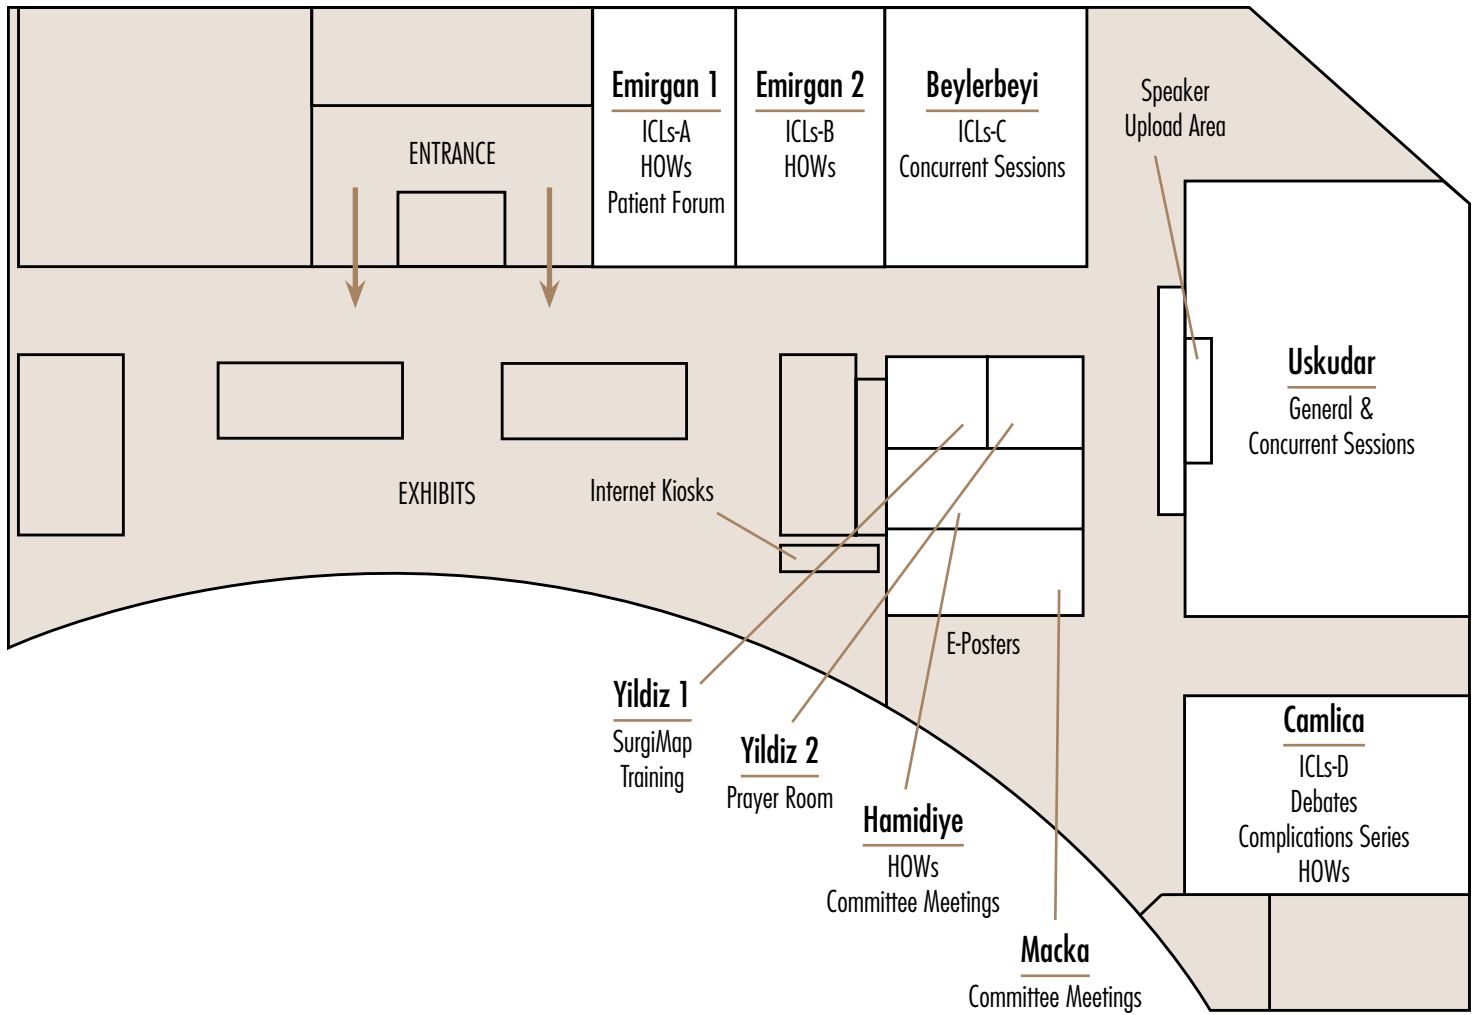 Emirgan 1
ICLs-A
HOWs
Patient Forum
Emirgan 2
ICLs-B
HOWs
Beylerbeyi
ICLs-C
Concurrent Sessions
Speaker
Upload Area
ENTRANCE
Uskudar
General &
Concurrent Sessions
EXHIBITS
Internet Kiosks
E-Posters
Yildiz 1
SurgiMap
Training
Yildiz 2
Prayer Room
Hamidiye
HOWs
Committee Meetings
Macka
Committee Meetings
Camlica
ICLs-D
Debates
Complications Series
HOWs